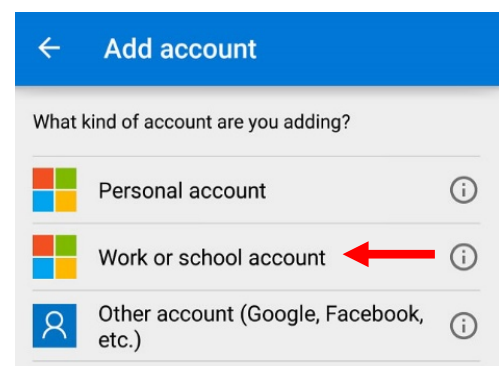 Add account
What kind of account are you adding?
Personal account
Work or school account
Other account (Google, Facebook,
etc.)